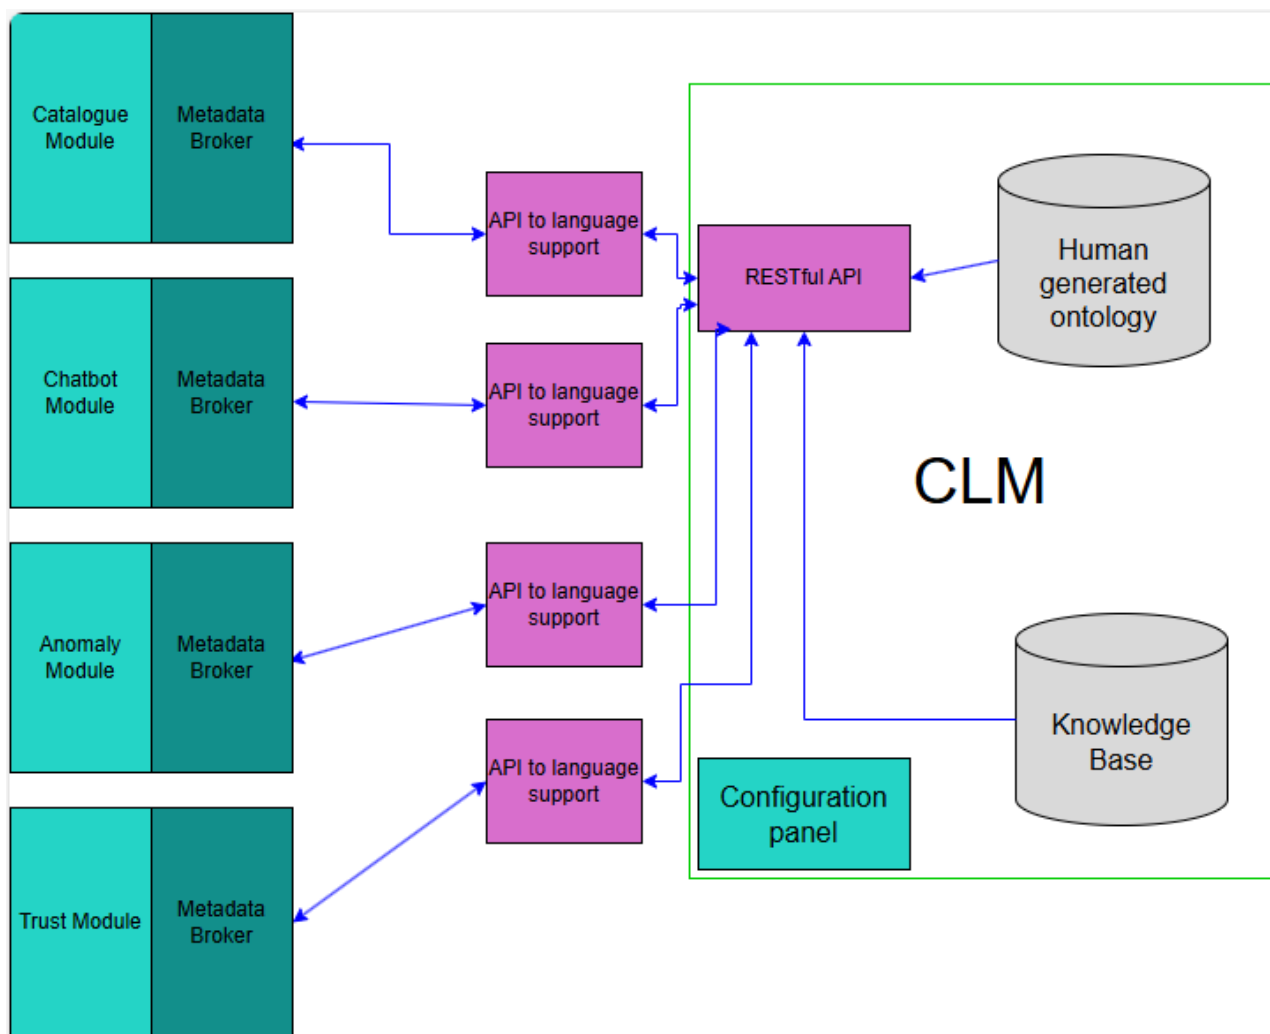 Catalogue
Module
Metadata
Broker
API to language
support
RESTful API
Human
generated
ontology
Chatbot
Module
Metadata
Broker
API to language
support
CLM
Anomaly
Module
Metadata
Broker
API to language
support
Knowledge
Base
API to language
support
Configuration
panel
Trust Module
Metadata
Broker